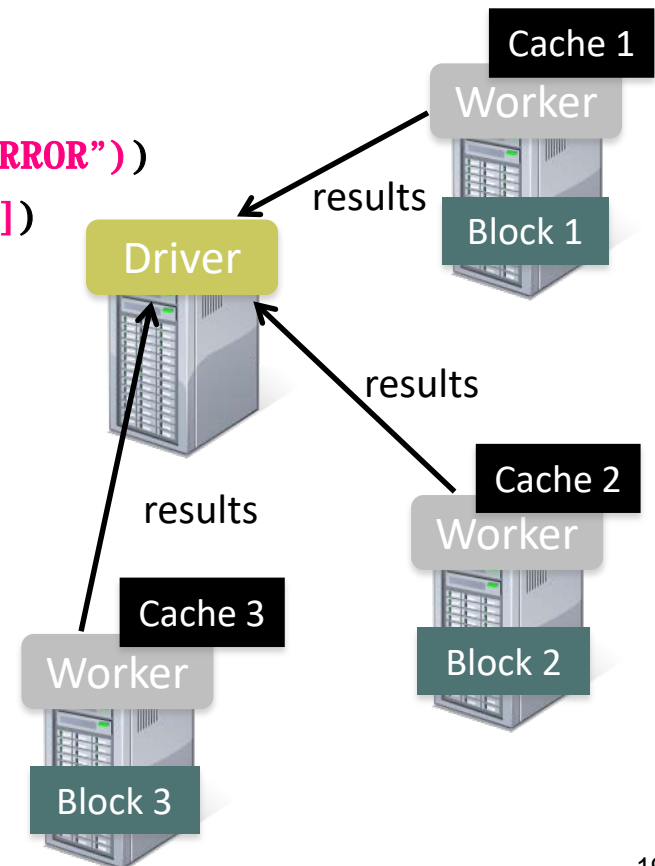 Cache 1
Worker
RROR”))
results
])
Block 1
Driver
results
Cache 2
results
Worker
Cache 3
Block 2
Worker
Block 3